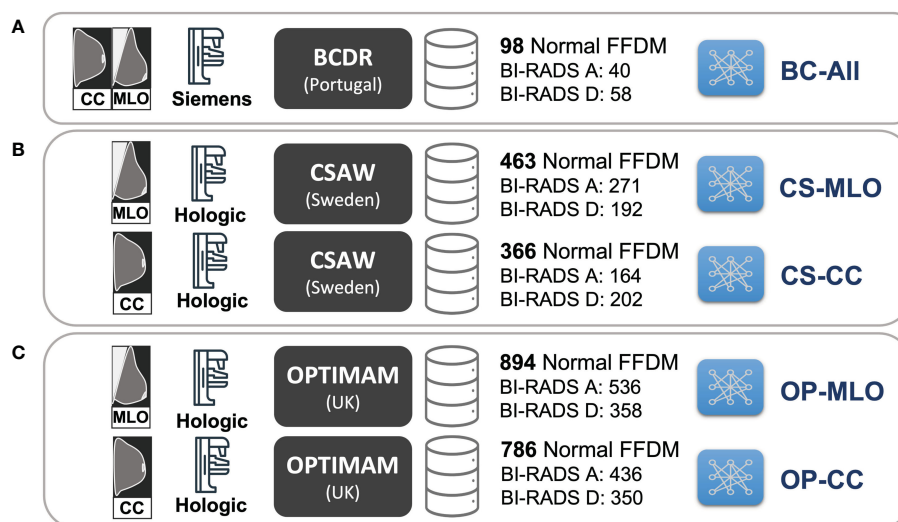 A
CC MLO
Siemens
BCDR
(Portugal)
98 Normal FFDM
BI-RADS A: 40
BI-RADS D: 58
BC-All
B
MLO
Hologic
CSAW
(Sweden)
463 Normal FFDM
BI-RADS A: 271
BI-RADS D: 192
CS-MLO
CC
Hologic
CSAW
(Sweden)
366 Normal FFDM
BI-RADS A: 164
BI-RADS D: 202
CS-CC
C
MLO
Hologic
OPTIMAM
(UK)
894 Normal FFDM
BI-RADS A: 536
BI-RADS D: 358
OP-MLO
CC
Hologic
OPTIMAM
(UK)
786 Normal FFDM
BI-RADS A: 436
BI-RADS D: 350
OP-CC